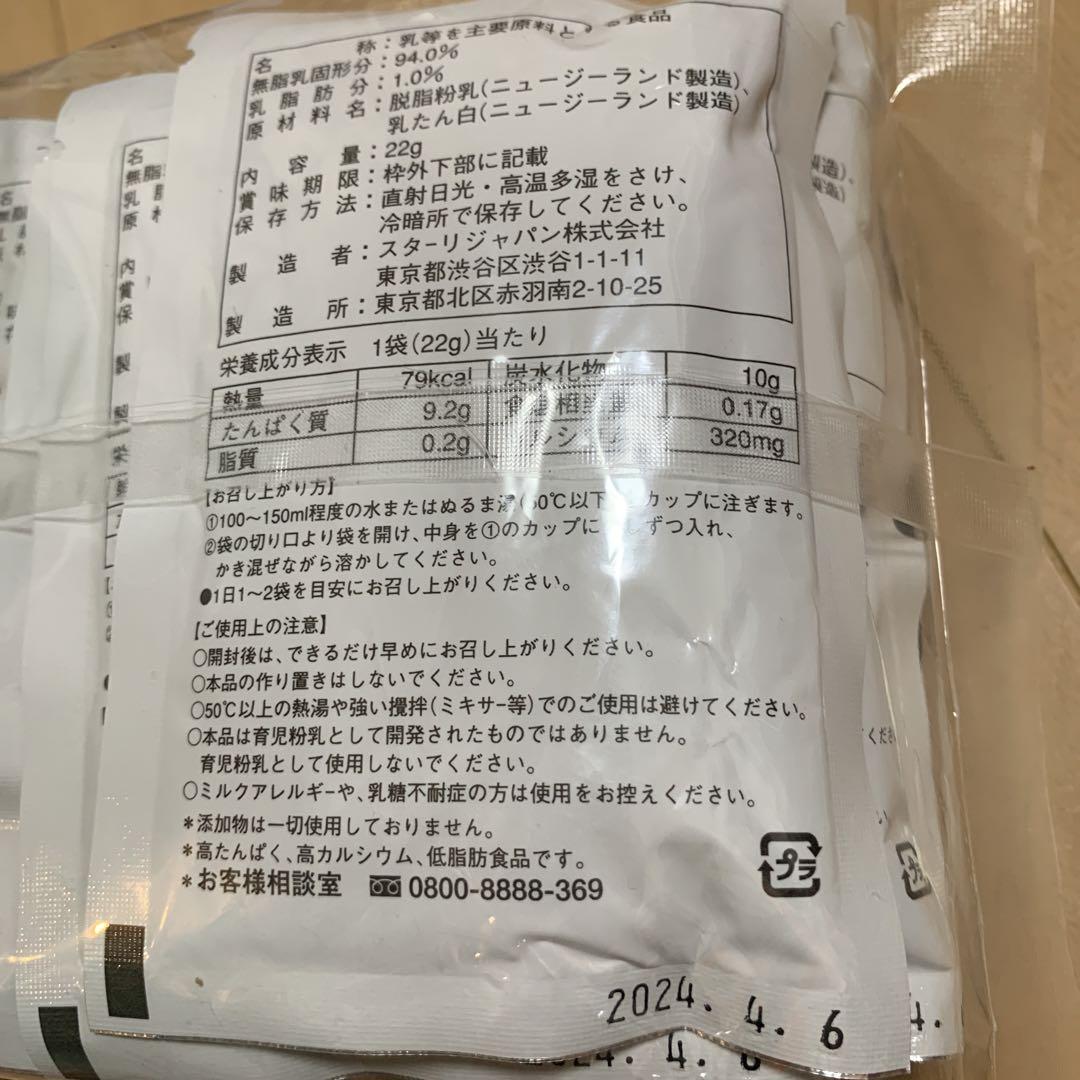 名称：乳等を主要原料とする食品
無脂乳固形分：94.0%
乳脂肪分：1.0%
原材料名：脱脂粉乳(ニュージーランド製造)、
乳たん白(ニュージーランド製造)
内容量：22g
賞味期限：枠外下部に記載
保存方法：直射日光・高温多湿をさけ、
冷暗所で保存してください。
製造者：スターリジャパン株式会社
東京都渋谷区渋谷1-1-11
製造所：東京都北区赤羽南2-10-25
栄養成分表示 1袋(22g)当たり
熱量 79kcal 炭水化物 10g
たんぱく質 9.2g 食塩相当量 0.17g
脂質 0.2g シウム 320mg
【お召し上がり方】
①100〜150ml程度の水またはぬるま湯(50℃以下 カップに注ぎます。
②袋の切り口より袋を開け、中身を①のカップに ずつ入れ、
かき混ぜながら溶かしてください。
●1日1〜2袋を目安にお召し上がりください。
【ご使用上の注意】
○開封後は、できるだけ早めにお召し上がりください。
○本品の作り置きはしないでください。
○50℃以上の熱湯や強い攪拌(ミキサー等)でのご使用は避けてください。
○本品は育児粉乳として開発されたものではありません。
育児粉乳として使用しないでください。
○ミルクアレルギーや、乳糖不耐症の方は使用をお控えください。
＊添加物は一切使用しておりません。
＊高たんぱく、高カルシウム、低脂肪食品です。
＊お客様相談室 0800-8888-369
プラ
2024. 4. 6